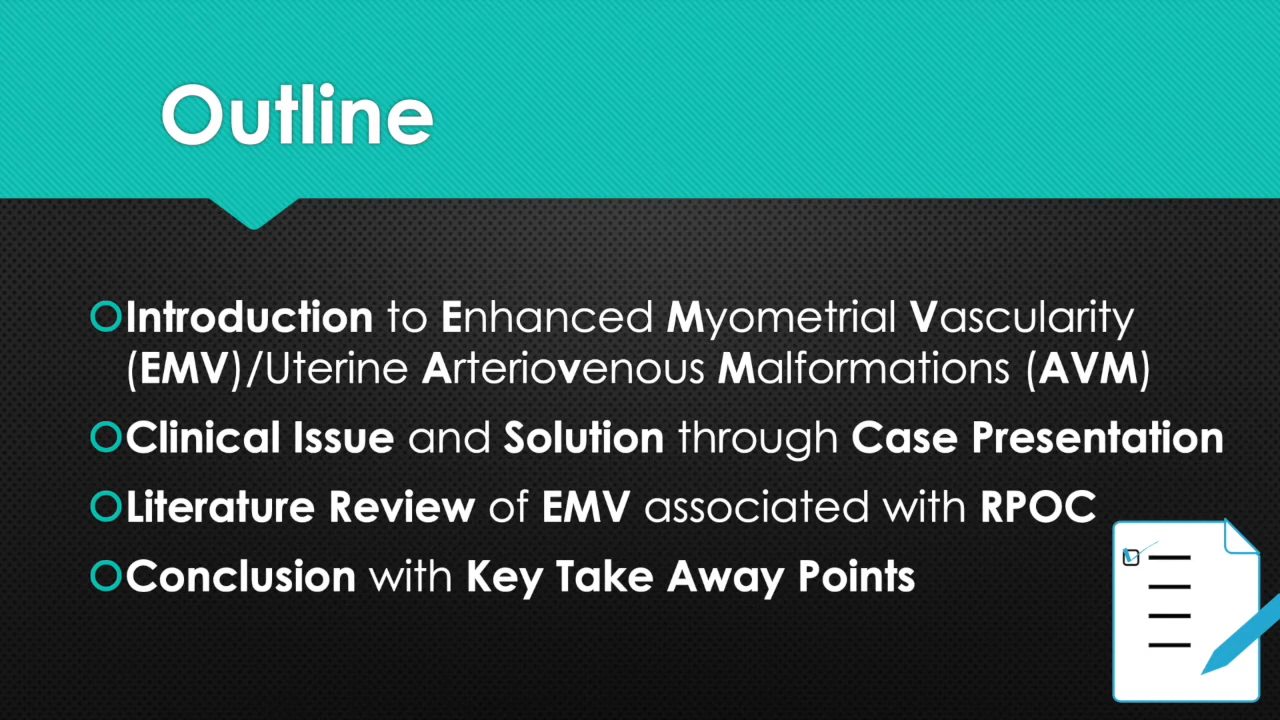 Outline
Introduction to Enhanced Myometrial Vascularity
(EMV)/Uterine Arteriovenous Malformations (AVM)
Clinical Issue and Solution through Case Presentation
Literature Review of EMV associated with RPOC
Conclusion with Key Take Away Points